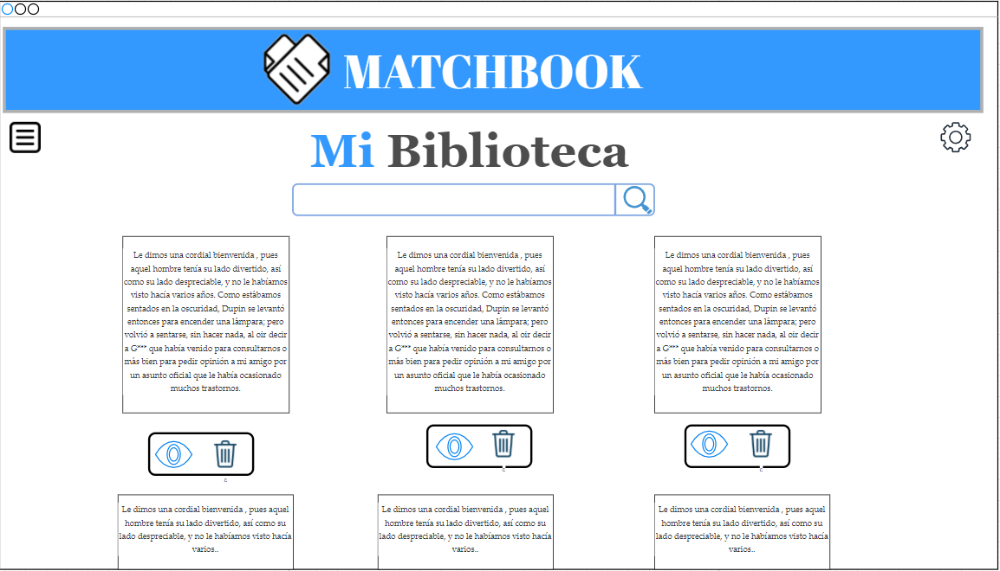 MATCHBOOK
Mi Biblioteca
Le dimos una cordial bienvenida , pues
aquel hombre tenía su lado divertido, así
como su lado despreciable, y no le habíamos
visto hacía varios años. Como estábamos
sentados en la oscuridad, Dupin se levantó
entonces para encender una lámpara; pero
volvió a sentarse, sin hacer nada, al oir decir
a G*** que había venido para consultarnos o
más bien para pedir opinión a mi amigo por
un asunto oficial que le había ocasionado
muchos trastornos.
Le dimos una cordial bienvenida , pues
aquel hombre tenía su lado divertido, así
como su lado despreciable, y no le habíamos
visto hacía varios años. Como estábamos
sentados en la oscuridad, Dupin se levantó
entonces para encender una lámpara; pero
volvió a sentarse, sin hacer nada, al oir decir
a G*** que había venido para consultarnos o
más bien para pedir opinión a mi amigo por
un asunto oficial que le había ocasionado
muchos trastornos.
Le dimos una cordial bienvenida , pues
aquel hombre tenía su lado divertido, así
como su lado despreciable, y no le habíamos
visto hacía varios años. Como estábamos
sentados en la oscuridad, Dupin se levantó
entonces para encender una lámpara; pero
volvió a sentarse, sin hacer nada, al oir decir
a G*** que había venido para consultarnos o
más bien para pedir opinión a mi amigo por
un asunto oficial que le había ocasionado
muchos trastornos.
c
c
c
Le dimos una cordial bienvenida , pues aquel
hombre tenía su lado divertido, así como su
lado despreciable, y no le habíamos visto hacía
varios..
Le dimos una cordial bienvenida , pues aquel
hombre tenía su lado divertido, así como su
lado despreciable, y no le habíamos visto hacía
varios..
Le dimos una cordial bienvenida , pues aquel
hombre tenía su lado divertido, así como su
lado despreciable, y no le habíamos visto hacía
varios..